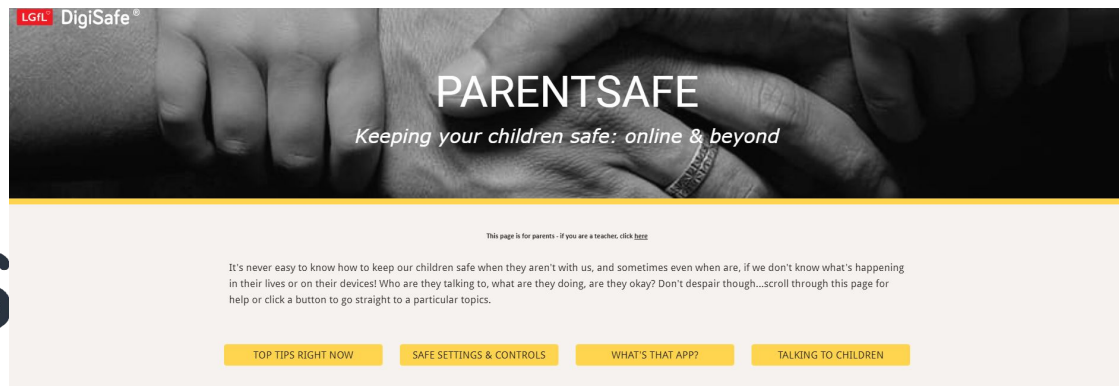 LGfL DigiSafe®
PARENTSAFE
Keeping your children safe: online & beyond
This page is for parents - if you are a teacher, click here
It's never easy to know how to keep our children safe when they aren't with us, and sometimes even when are, if we don't know what's happening
in their lives or on their devices! Who are they talking to, what are they doing, are they okay? Don't despair though...scroll through this page for
help or click a button to go straight to a particular topics.
TOP TIPS RIGHT NOW
SAFE SETTINGS & CONTROLS
WHAT'S THAT APP?
TALKING TO CHILDREN